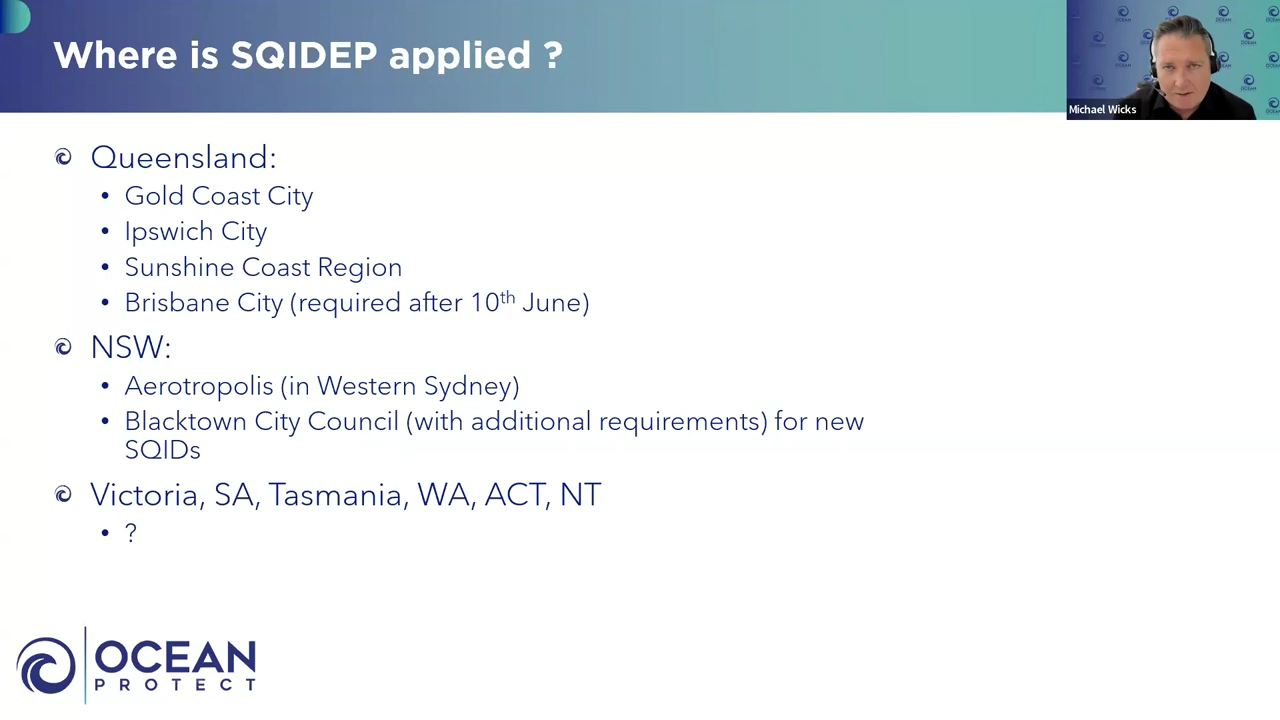 Where is SQIDEP applied ?
Michael Wicks
Queensland:
• Gold Coast City
• Ipswich City
• Sunshine Coast Region
• Brisbane City (required after 10th June)
NSW:
• Aerotropolis (in Western Sydney)
• Blacktown City Council (with additional requirements) for new
SQIDs
Victoria, SA, Tasmania, WA, ACT, NT
• ?
OCEAN
PROTECT